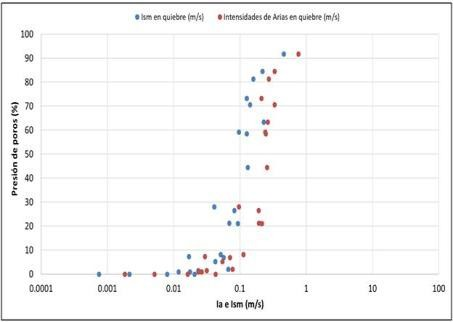 Ism en quiebre (m/s) Intensidades de Arias en quiebre (m/s)
100
90
80
70
60
50
40
30
20
10
0
Presión de poros (%)
0.0001 0.001 0.01 0.1 1 10 100
Ia e Ism (m/s)